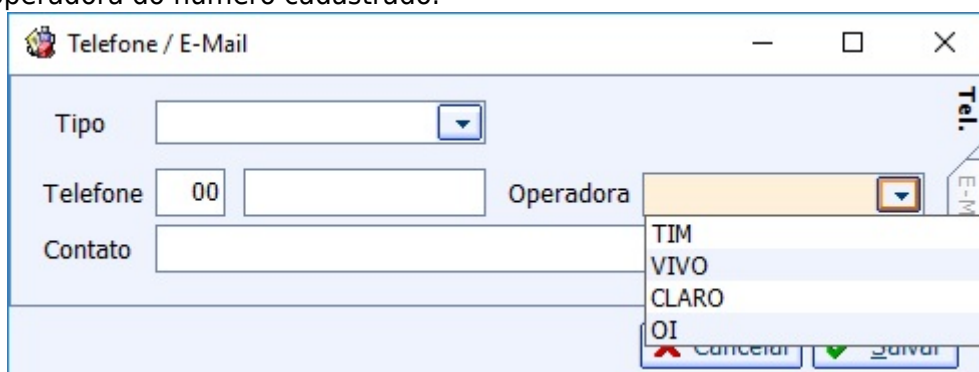 operadora do número cadastrado.
Telefone / E-Mail
Tipo
Tel.
Telefone 00 Operadora
TIM
Contato
VIVO
CLARO
OI
Cancelar Salvar